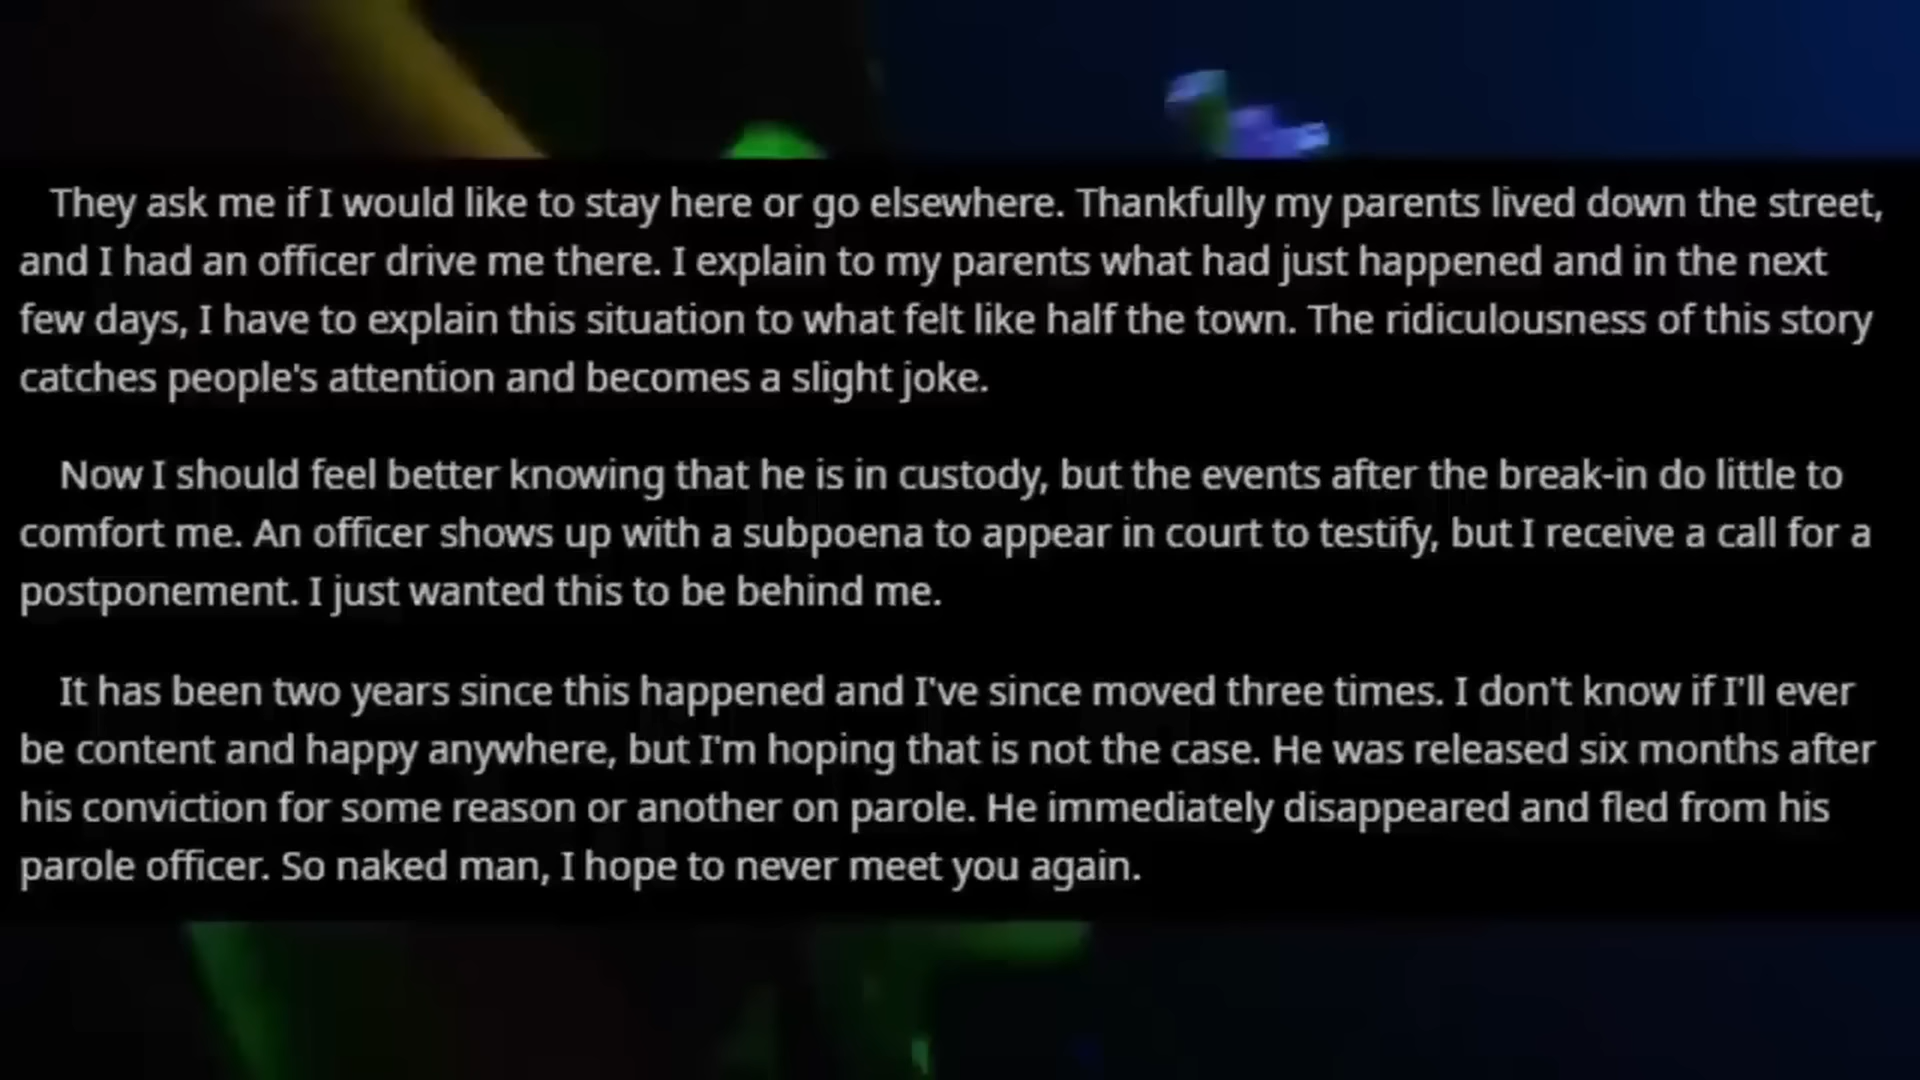 They ask me if I would like to stay here or go elsewhere. Thankfully my parents lived down the street,
and I had an officer drive me there. I explain to my parents what had just happened and in the next
few days, I have to explain this situation to what felt like half the town. The ridiculousness of this story
catches people's attention and becomes a slight joke.
Now I should feel better knowing that he is in custody, but the events after the break-in do little to
comfort me. An officer shows up with a subpoena to appear in court to testify, but I receive a call for a
postponement. I just wanted this to be behind me.
It has been two years since this happened and I've since moved three times. I don't know if I'll ever
be content and happy anywhere, but I'm hoping that is not the case. He was released six months after
his conviction for some reason or another on parole. He immediately disappeared and fled from his
parole officer. So naked man, I hope to never meet you again.